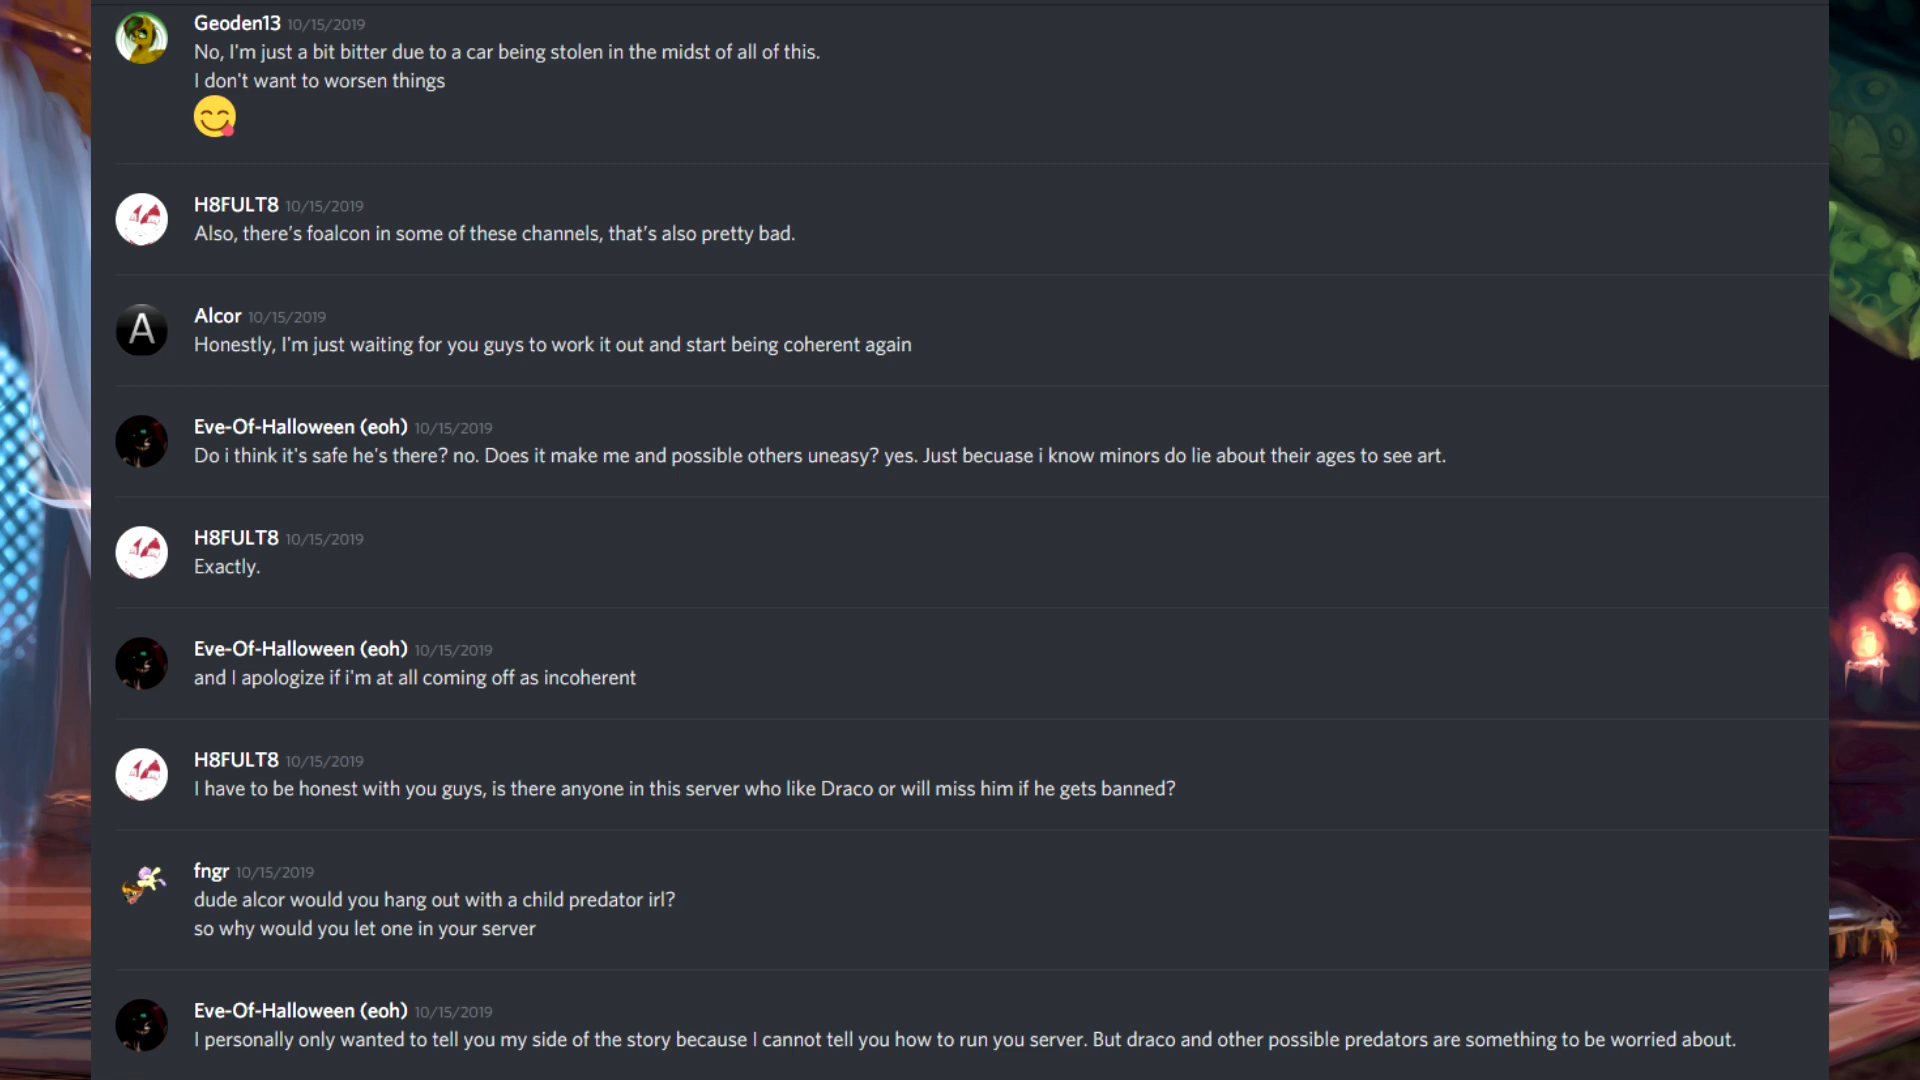 Geoden13 10/15/2019
No, I'm just a bit bitter due to a car being stolen in the midst of all of this.
I don't want to worsen things
H8FULT8 10/15/2019
Also, there's foalcon in some of these channels, that's also pretty bad.
A
Alcor 10/15/2019
Honestly, I'm just waiting for you guys to work it out and start being coherent again
Eve-Of-Halloween (eoh) 10/15/2019
Do i think it's safe he's there? no. Does it make me and possible others uneasy? yes. Just becuase i know minors do lie about their ages to see art.
H8FULT8 10/15/2019
Exactly.
Eve-Of-Halloween (eoh) 10/15/2019
and I apologize if i'm at all coming off as incoherent
H8FULT8 10/15/2019
I have to be honest with you guys, is there anyone in this server who like Draco or will miss him if he gets banned?
fngr 10/15/2019
dude alcor would you hang out with a child predator irl?
so why would you let one in your server
Eve-Of-Halloween (eoh) 10/15/2019
I personally only wanted to tell you my side of the story because I cannot tell you how to run you server. But draco and other possible predators are something to be worried about.